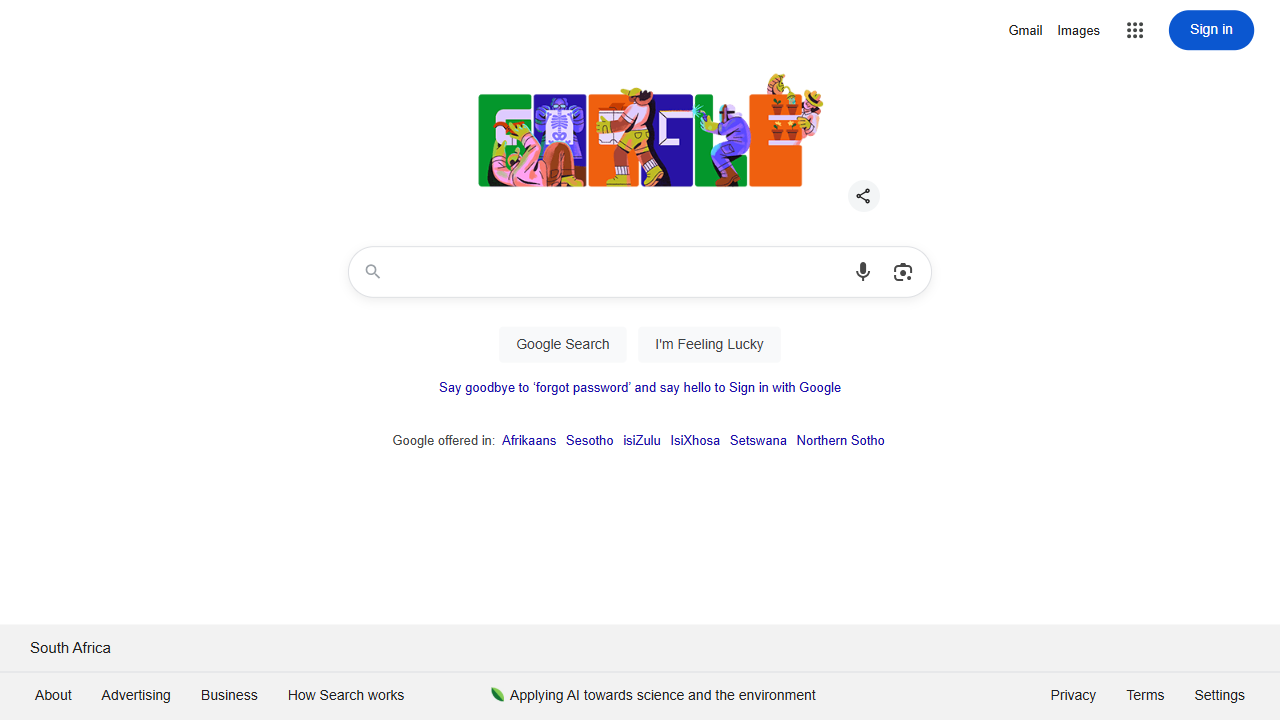 Gmail Images Sign in
Google Search I'm Feeling Lucky
Say goodbye to ‘forgot password’ and say hello to Sign in with Google
Google offered in: Afrikaans Sesotho isiZulu IsiXhosa Setswana Northern Sotho
South Africa
About Advertising Business How Search works Applying AI towards science and the environment Privacy Terms Settings